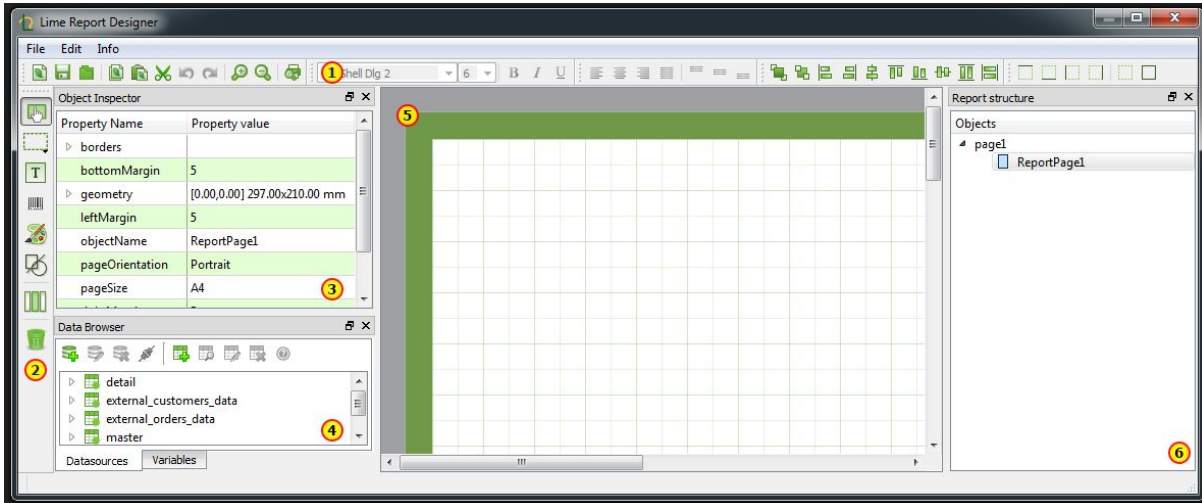 Lime Report Designer
File Edit Info
1
Shell Dlg 2
6
B I U
Object Inspector
Property Name Property value
borders
bottomMargin 5
geometry [0.00,0.00] 297.00x210.00 mm
leftMargin 5
objectName ReportPage1
pageOrientation Portrait
pageSize A4
3
T
2
Data Browser
detail
external_customers_data
external_orders_data
master
4
Datasources Variables
5
Report structure
Objects
page1
ReportPage1
6